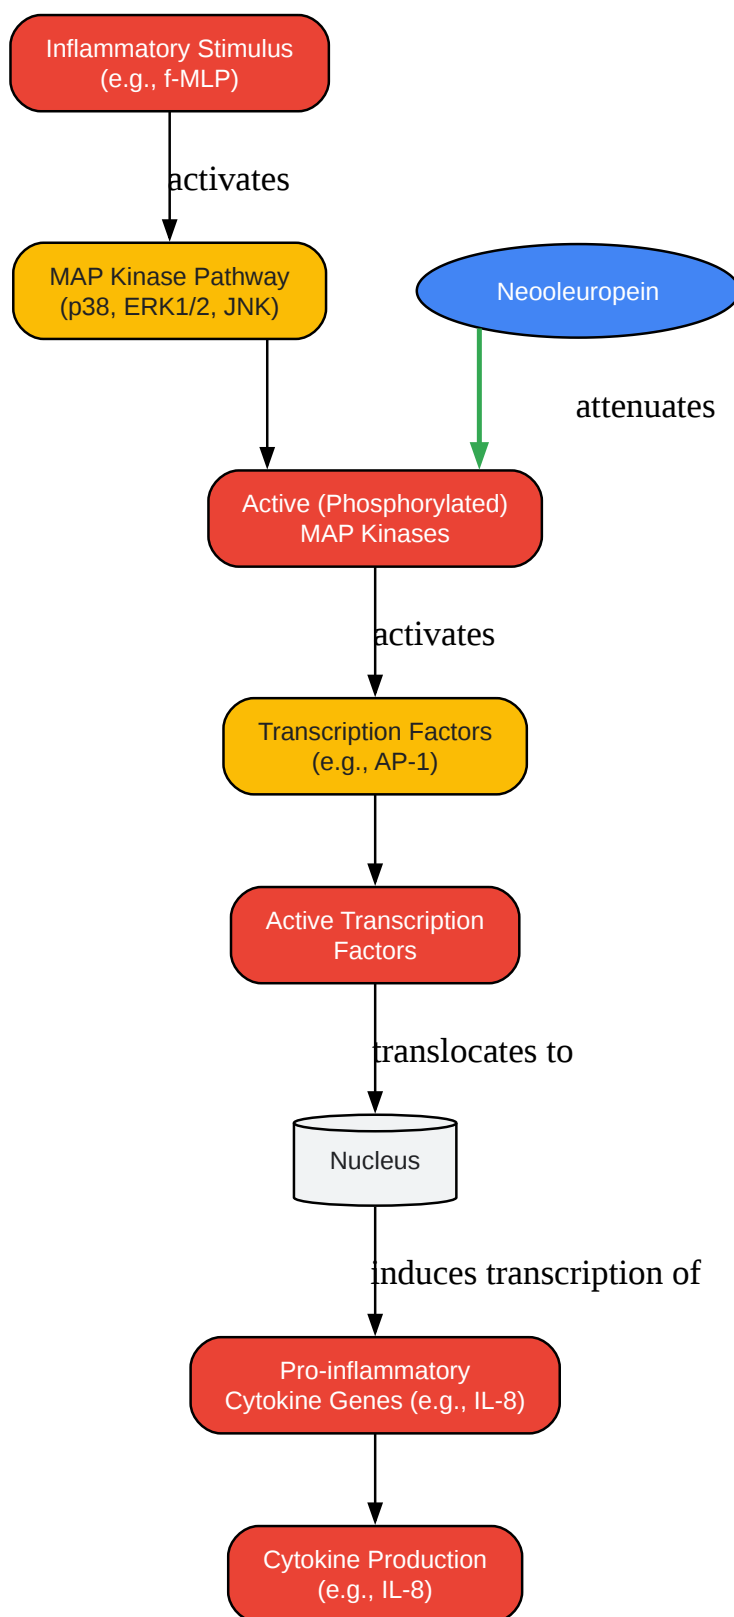 Inflammatory Stimulus
(e.g., f-MLP)
activates
MAP Kinase Pathway
(p38, ERK1/2, JNK)
Neooleuropein
attenuates
Active (Phosphorylated)
MAP Kinases
activates
Transcription Factors
(e.g., AP-1)
Active Transcription
Factors
translocates to
Nucleus
induces transcription of
Pro-inflammatory
Cytokine Genes (e.g., IL-8)
Cytokine Production
(e.g., IL-8)